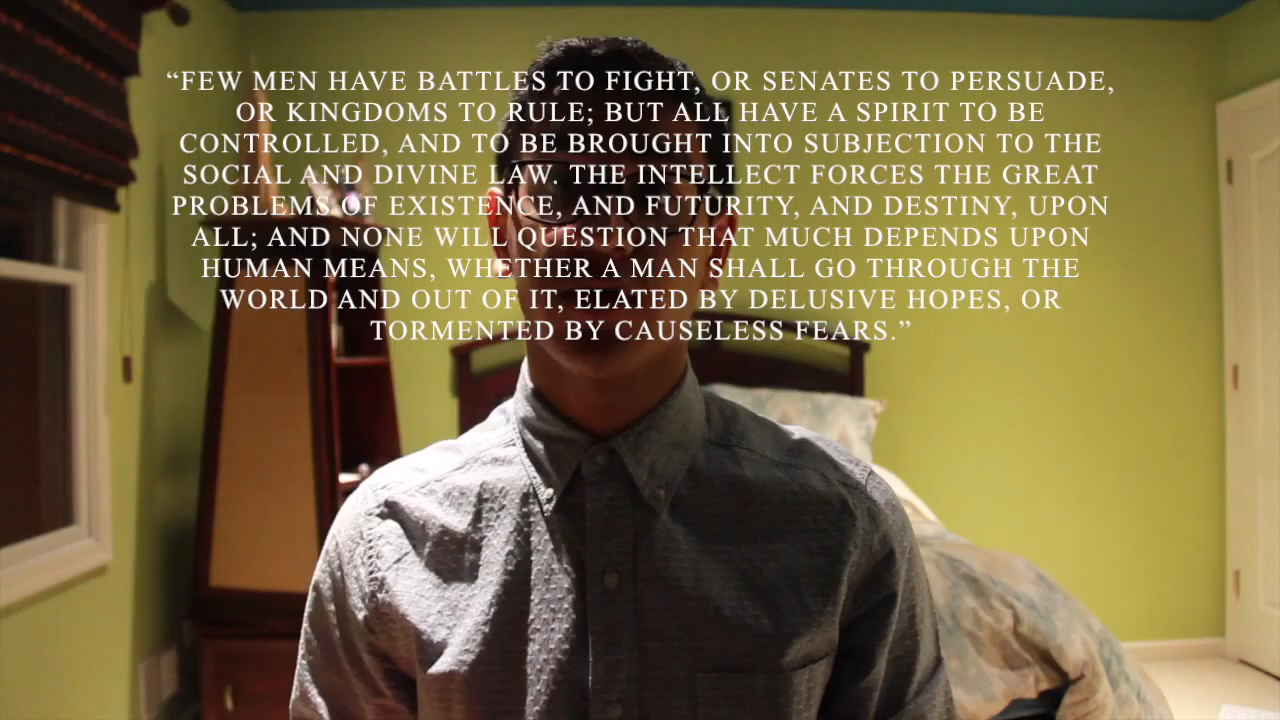 “FEW MEN HAVE BATTLES TO FIGHT, OR SENATES TO PERSUADE,
OR KINGDOMS TO RULE; BUT ALL HAVE A SPIRIT TO BE
CONTROLLED, AND TO BE BROUGHT INTO SUBJECTION TO THE
SOCIAL AND DIVINE LAW. THE INTELLECT FORCES THE GREAT
PROBLEMS OF EXISTENCE, AND FUTURITY, AND DESTINY, UPON
ALL; AND NONE WILL QUESTION THAT MUCH DEPENDS UPON
HUMAN MEANS, WHETHER A MAN SHALL GO THROUGH THE
WORLD AND OUT OF IT, ELATED BY DELUSIVE HOPES, OR
TORMENTED BY CAUSELESS FEARS.”